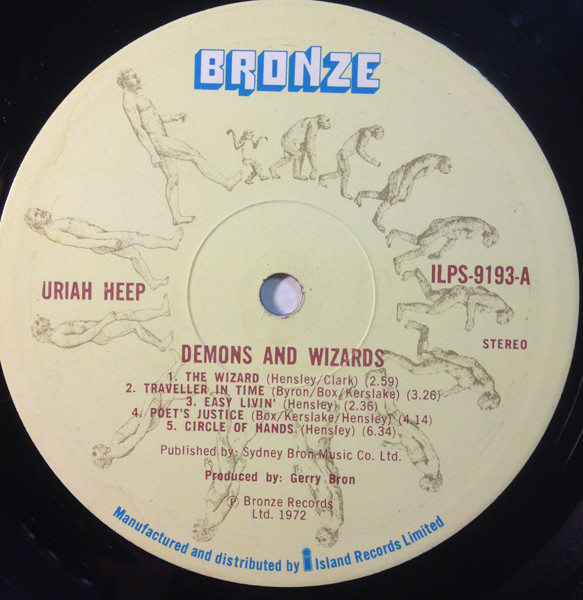 BRONZE
URIAH HEEP
ILPS-9193-A
STEREO
DEMONS AND WIZARDS
1. THE WIZARD (Hensley/Clark) (2.59)
2. TRAVELLER IN TIME (Byron/Box/Kerslake) (3.26)
3. EASY LIVIN' (Hensley) (2.36)
4. POET'S JUSTICE (Box/Kerslake/Hensley) (4.14)
5. CIRCLE OF HANDS (Hensley) (6.34)
Published by: Sydney Bron Music Co. Ltd.
Produced by: Gerry Bron
℗ Bronze Records
Ltd. 1972
Manufactured and distributed by i Island Records Limited